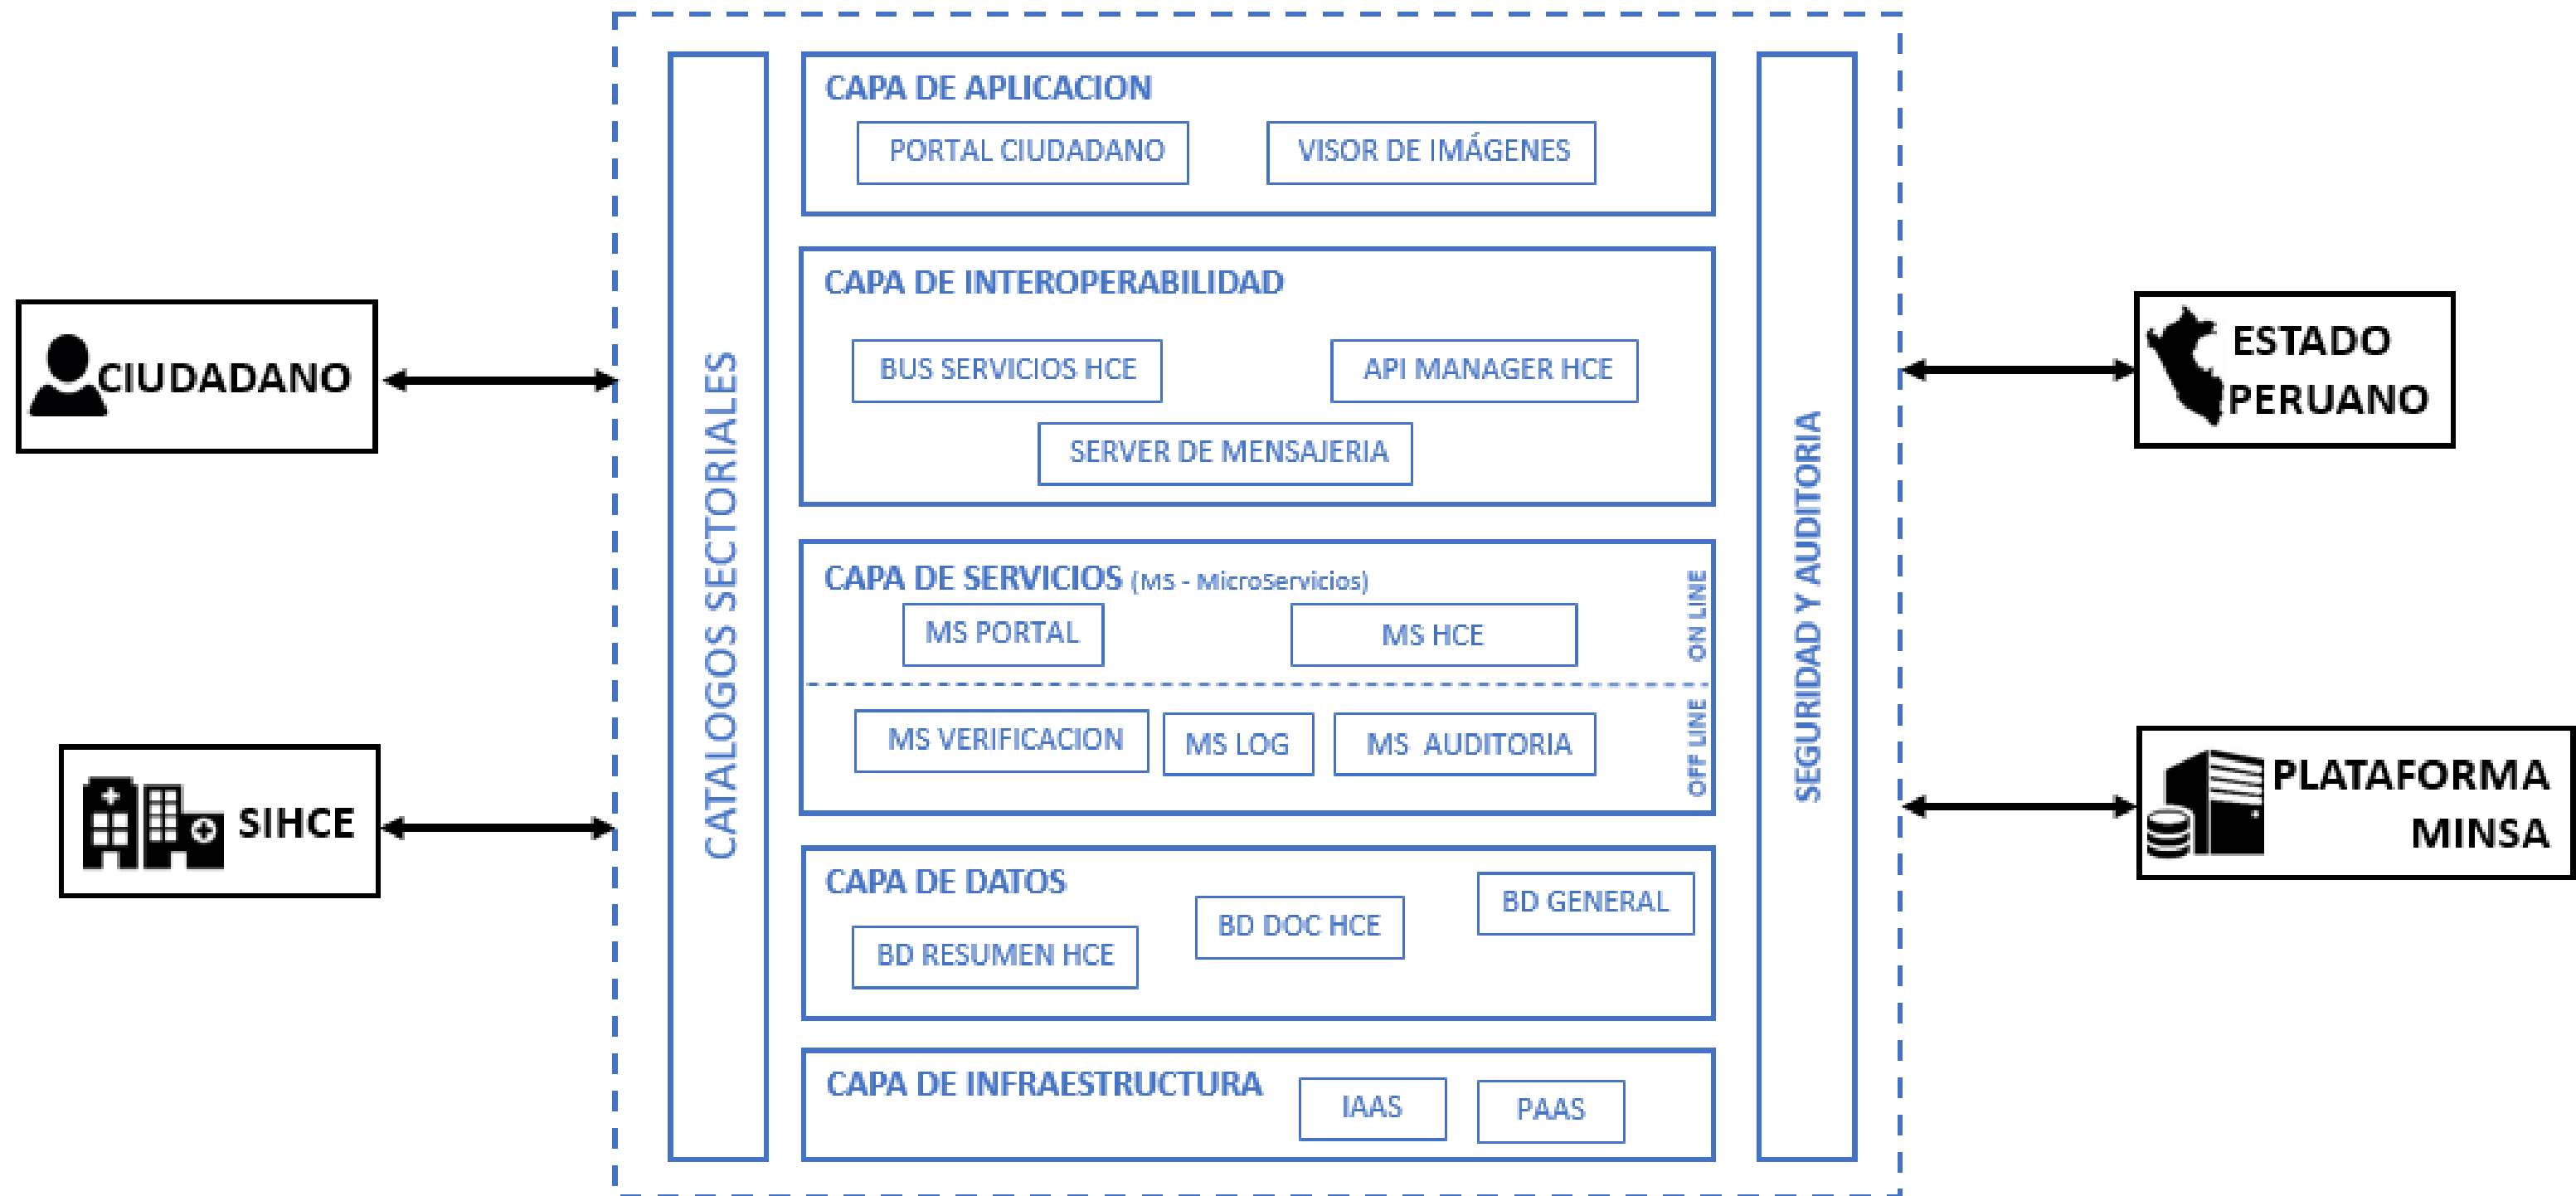 CIUDADANO
SIHCE
CATALOGOS SECTORIALES
CAPA DE APLICACION
PORTAL CIUDADANO
VISOR DE IMÁGENES
CAPA DE INTEROPERABILIDAD
BUS SERVICIOS HCE
API MANAGER HCE
SERVER DE MENSAJERIA
CAPA DE SERVICIOS (MS - MicroServicios)
MS PORTAL
MS HCE
ON LINE
MS VERIFICACION
MS LOG
MS AUDITORIA
OFF LINE
CAPA DE DATOS
BD RESUMEN HCE
BD DOC HCE
BD GENERAL
CAPA DE INFRAESTRUCTURA
IAAS
PAAS
SEGURIDAD Y AUDITORIA
ESTADO
PERUANO
PLATAFORMA
MINSA